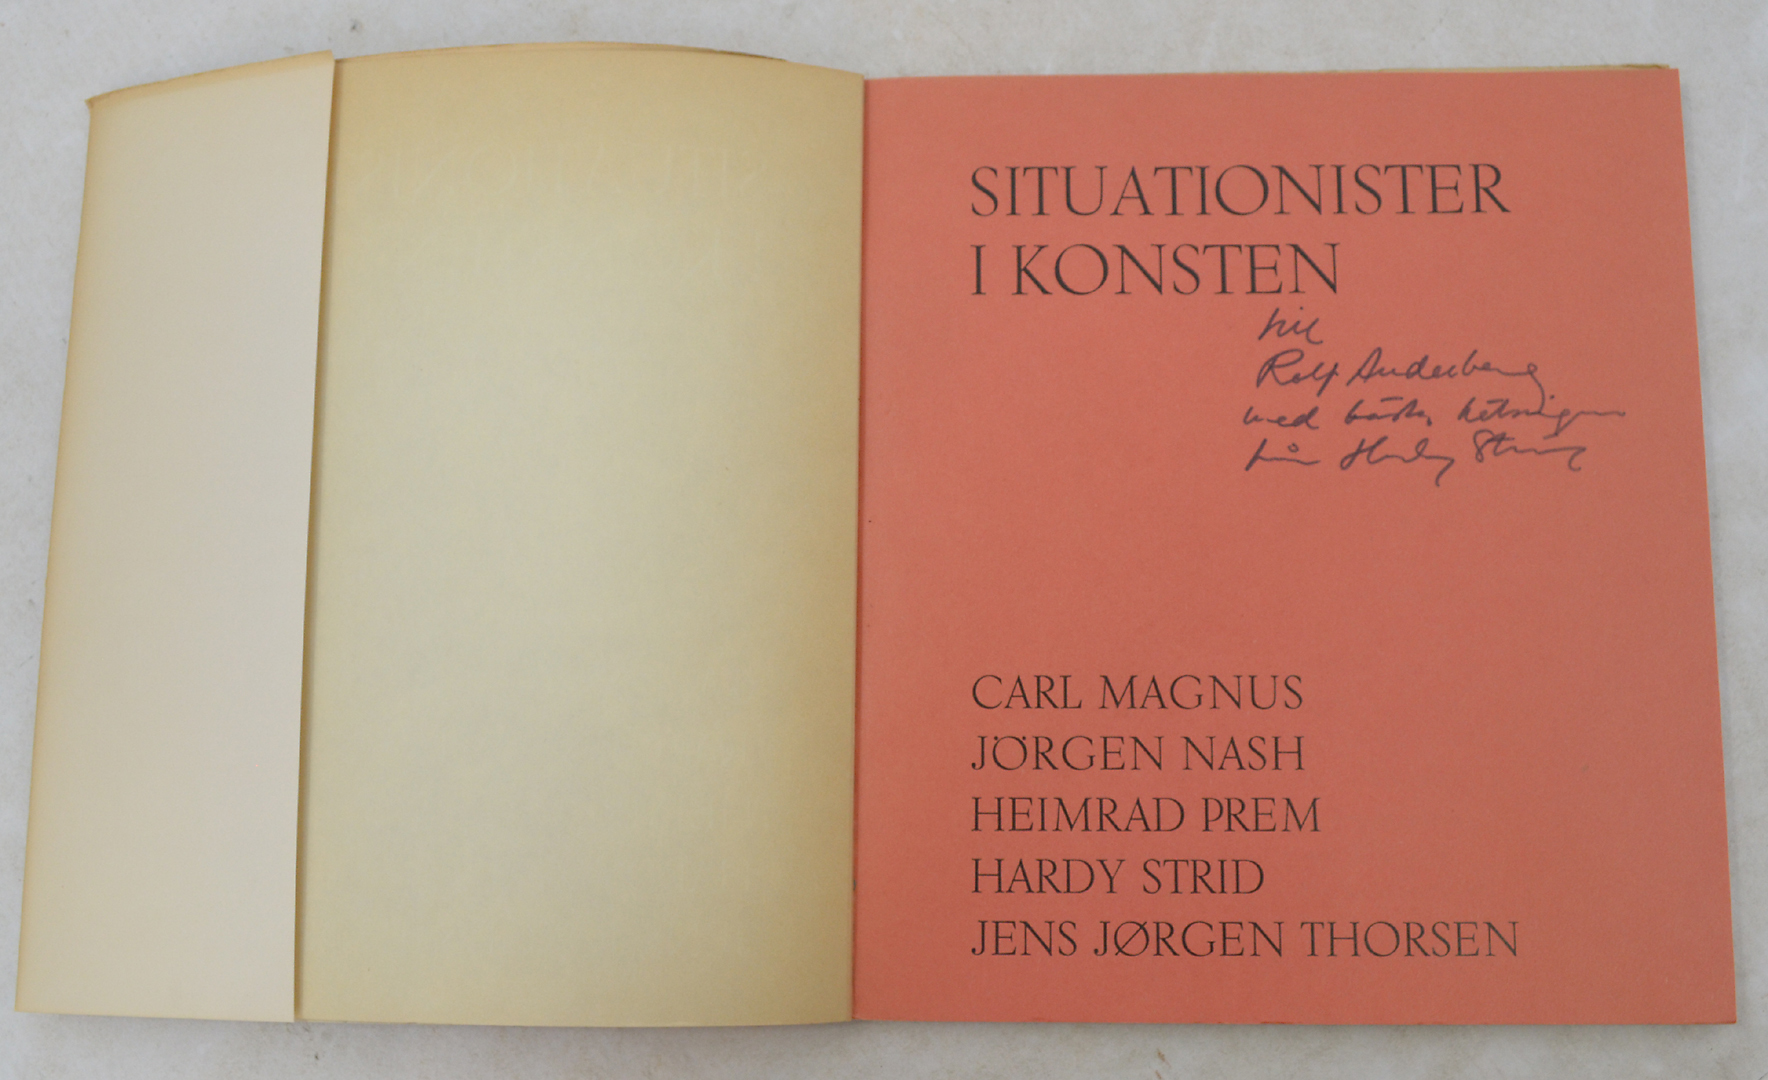 SITUATIONISTER
I KONSTEN
till
Rolf Anderberg
med bästa hälsningar
från Hardy Strid
CARL MAGNUS
JÖRGEN NASH
HEIMRAD PREM
HARDY STRID
JENS JØRGEN THORSEN